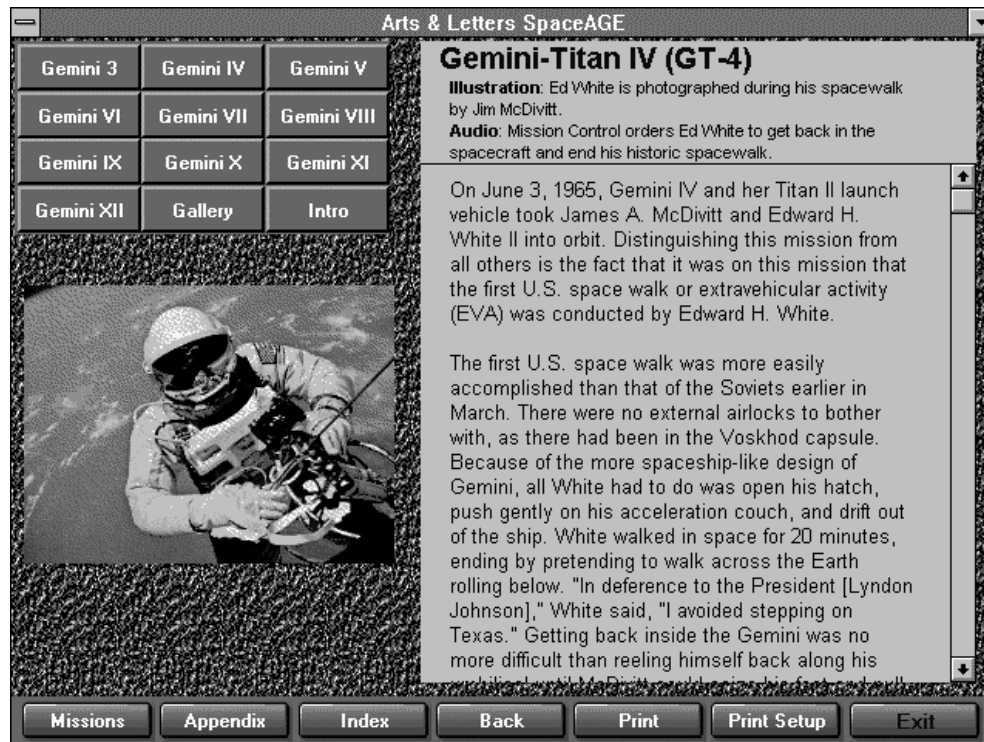 Arts & Letters SpaceAGE
Gemini 3 Gemini IV Gemini V
Gemini VI Gemini VII Gemini VIII
Gemini IX Gemini X Gemini XI
Gemini XII Gallery Intro
Gemini-Titan IV (GT-4)
Illustration: Ed White is photographed during his spacewalk
by Jim McDivitt.
Audio: Mission Control orders Ed White to get back in the
spacecraft and end his historic spacewalk.
On June 3, 1965, Gemini IV and her Titan II launch
vehicle took James A. McDivitt and Edward H.
White II into orbit. Distinguishing this mission from
all others is the fact that it was on this mission that
the first U.S. space walk or extravehicular activity
(EVA) was conducted by Edward H. White.
The first U.S. space walk was more easily
accomplished than that of the Soviets earlier in
March. There were no external airlocks to bother
with, as there had been in the Voskhod capsule.
Because of the more spaceship-like design of
Gemini, all White had to do was open his hatch,
push gently on his acceleration couch, and drift out
of the ship. White walked in space for 20 minutes,
ending by pretending to walk across the Earth
rolling below. "In deference to the President [Lyndon
Johnson]," White said, "I avoided stepping on
Texas." Getting back inside the Gemini was no
more difficult than reeling himself back along his
Missions Appendix Index Back Print Print Setup Exit